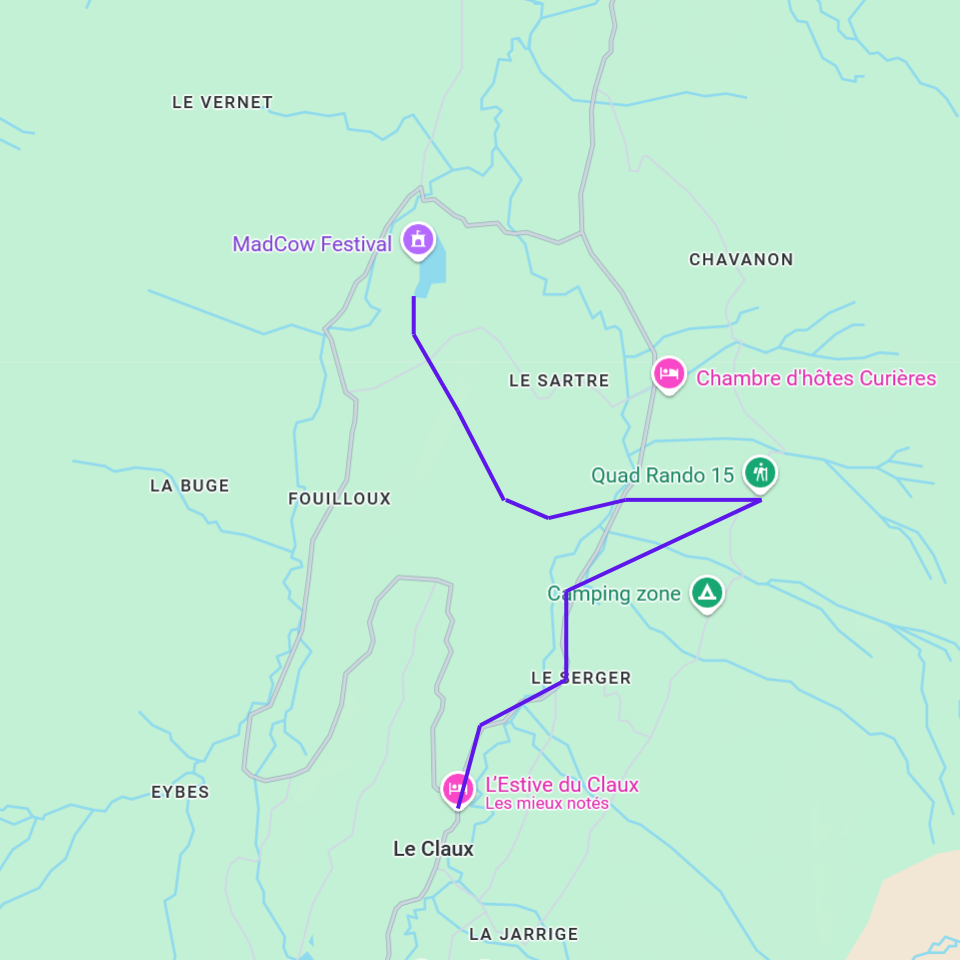 LE VERNET
MadCow Festival
CHAVANON
LE SARTRE
Chambre d'hôtes Curières
Quad Rando 15
LA BUGE
FOUILLOUX
Camping zone
LE SERGER
L'Estive du Claux
Les mieux notés
EYBES
Le Claux
LA JARRIGE